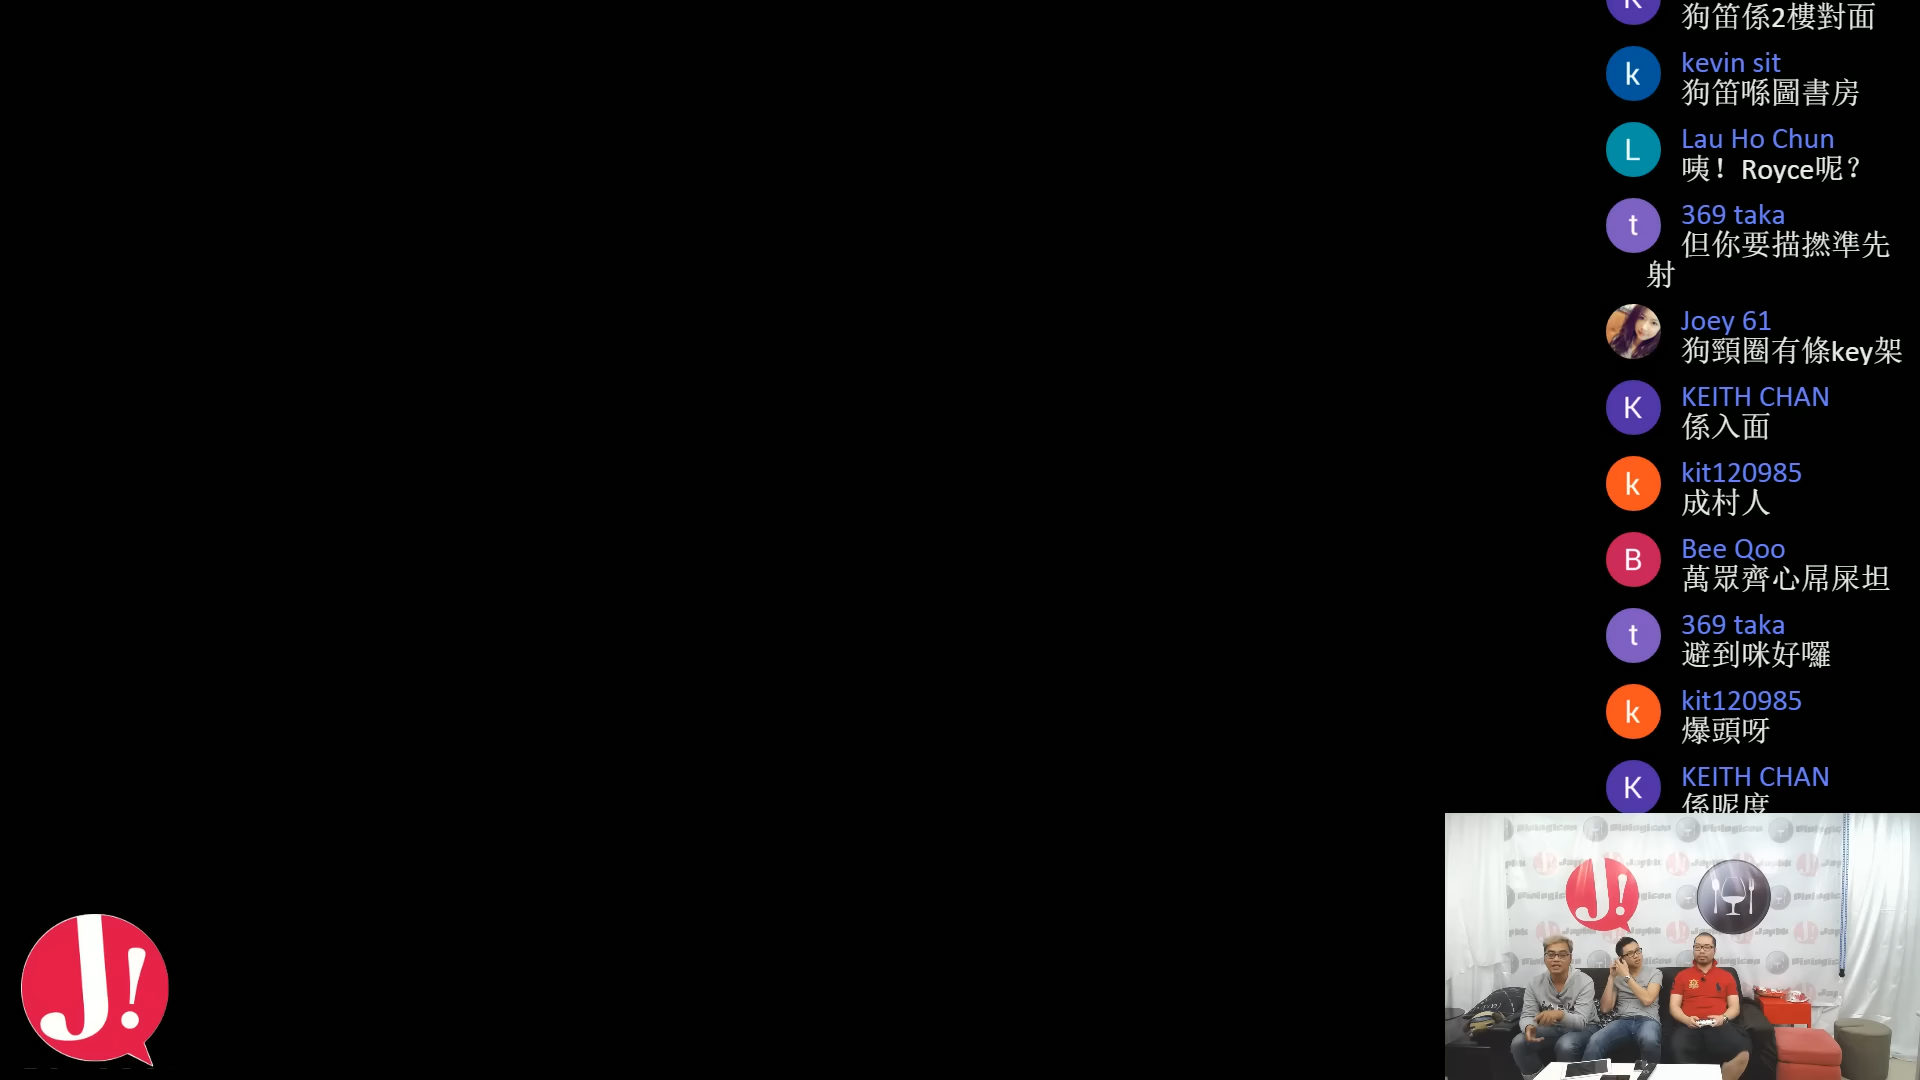 K
狗笛係2樓對面
k
kevin sit
狗笛喺圖書房
L
Lau Ho Chun
咦！Royce呢？
t
369 taka
但你要描撚準先
射
Joey 61
狗頸圈有條key架
K
KEITH CHAN
係入面
k
kit120985
成村人
B
Bee Qoo
萬眾齊心屌屎坦
t
369 taka
避到咪好囉
k
kit120985
爆頭呀
K
KEITH CHAN
係呢度
J!
J!